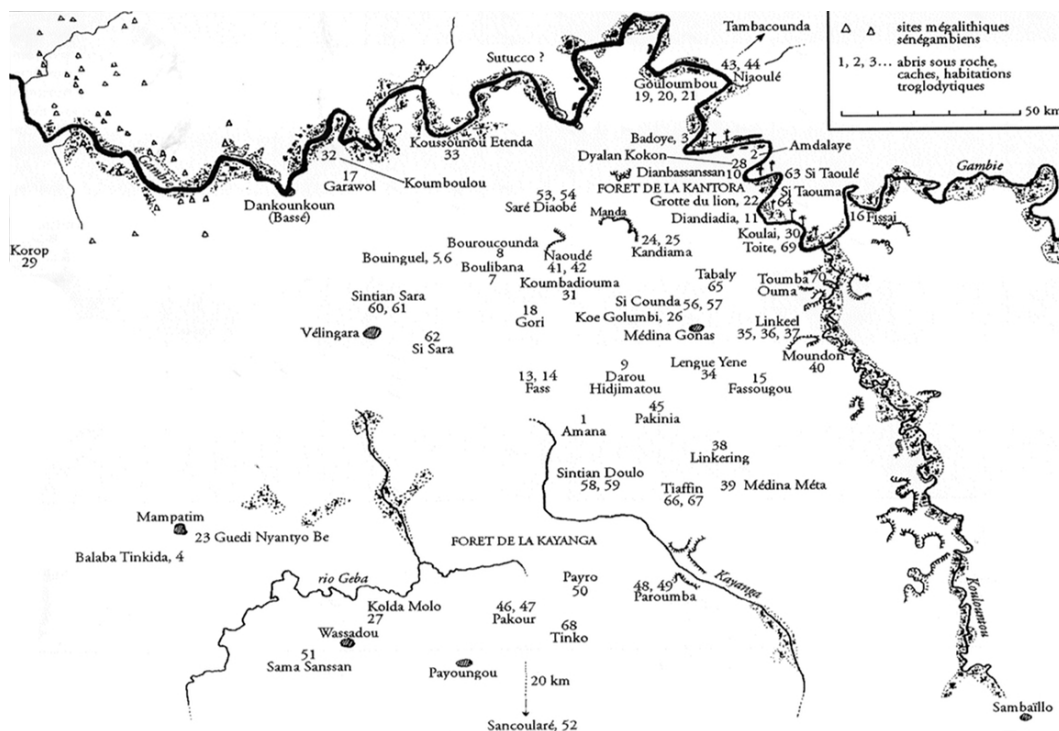 Tambacounda
sites mégalithiques
sénégambiens
1, 2, 3... abris sous roche,
caches, habitations
troglodytiques
50 km
Sutucco ?
43, 44
Niaoulé
Gouloumbou
19, 20, 21
Gambie
Koussounou Etenda
33
32
17
Garawol
Koumboulou
Dankounkoun
(Bassé)
Badoye, 3
2
Amdalaye
Dyalan Kokon
28
Dianbassanssan
10
63 Si Taoulé
FORET DE LA KANTORA
Si Taouma
64
Grotte du lion, 22
Gambie
53, 54
Saré Diaobé
Manda
Diandiadia, 11
16
Fissai
Koulai, 30
Toite, 69
24, 25
Kandiama
Korop
29
Bouroucounda
8
Bouinguel, 5,6
Boulibana
7
Naoudé
41, 42
Koumbadiouma
31
Tabaly
65
Toumba
70
Ouma
Sintian Sara
60, 61
18
Gori
Si Counda
56, 57
Koe Golumbi, 26
Vélingara
62
Si Sara
Médina Gonas
Linkeel
35, 36, 37
Moundon
40
13, 14
Fass
9
Darou
Hidjimatou
Lengue Yene
34
15
Fassougou
45
Pakinia
1
Amana
38
Linkering
Sintian Doulo
58, 59
Tiaffin
66, 67
39 Médina Méta
Mampatim
23 Guedi Nyantyo Be
Balaba Tinkida, 4
FORET DE LA KAYANGA
rio Geba
Kayanga
Koulountou
Payro
50
48, 49
Paroumba
Kolda Molo
27
46, 47
Pakour
68
Tinko
Wassadou
51
Sama Sanssan
Payoungou
20 km
Sancoularé, 52
Sambaïllo